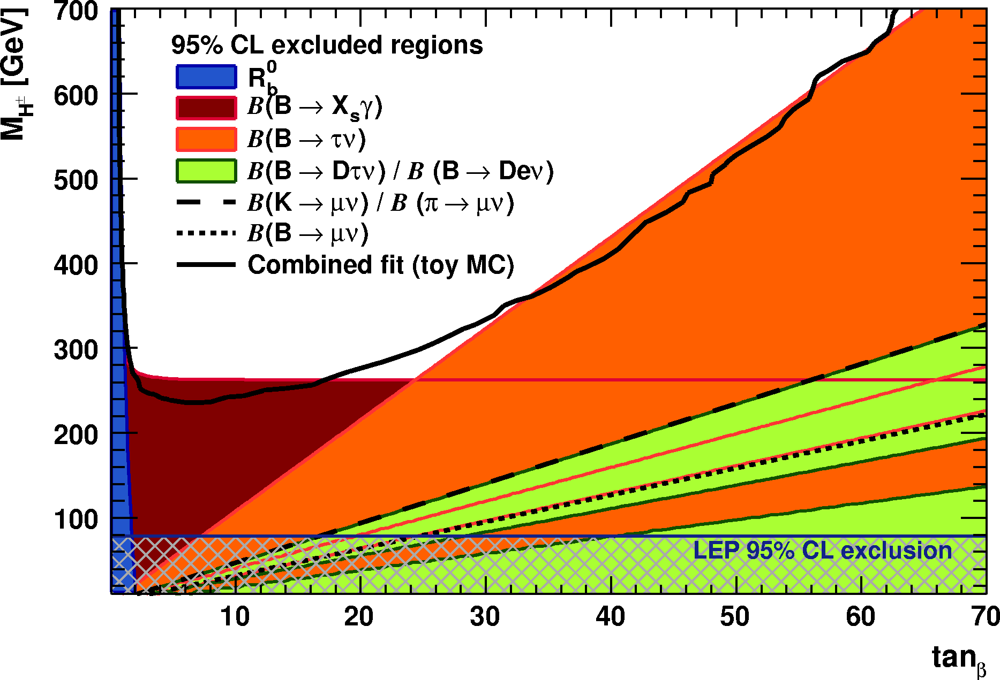 700
600
500
400
300
200
100
M_H± [GeV]
95% CL excluded regions
R_b^0
B(B → X_sγ)
B(B → τν)
B(B → Dτν) / B (B → Deν)
B(K → μν) / B (π → μν)
B(B → μν)
Combined fit (toy MC)
LEP 95% CL exclusion
10 20 30 40 50 60 70
tan_β